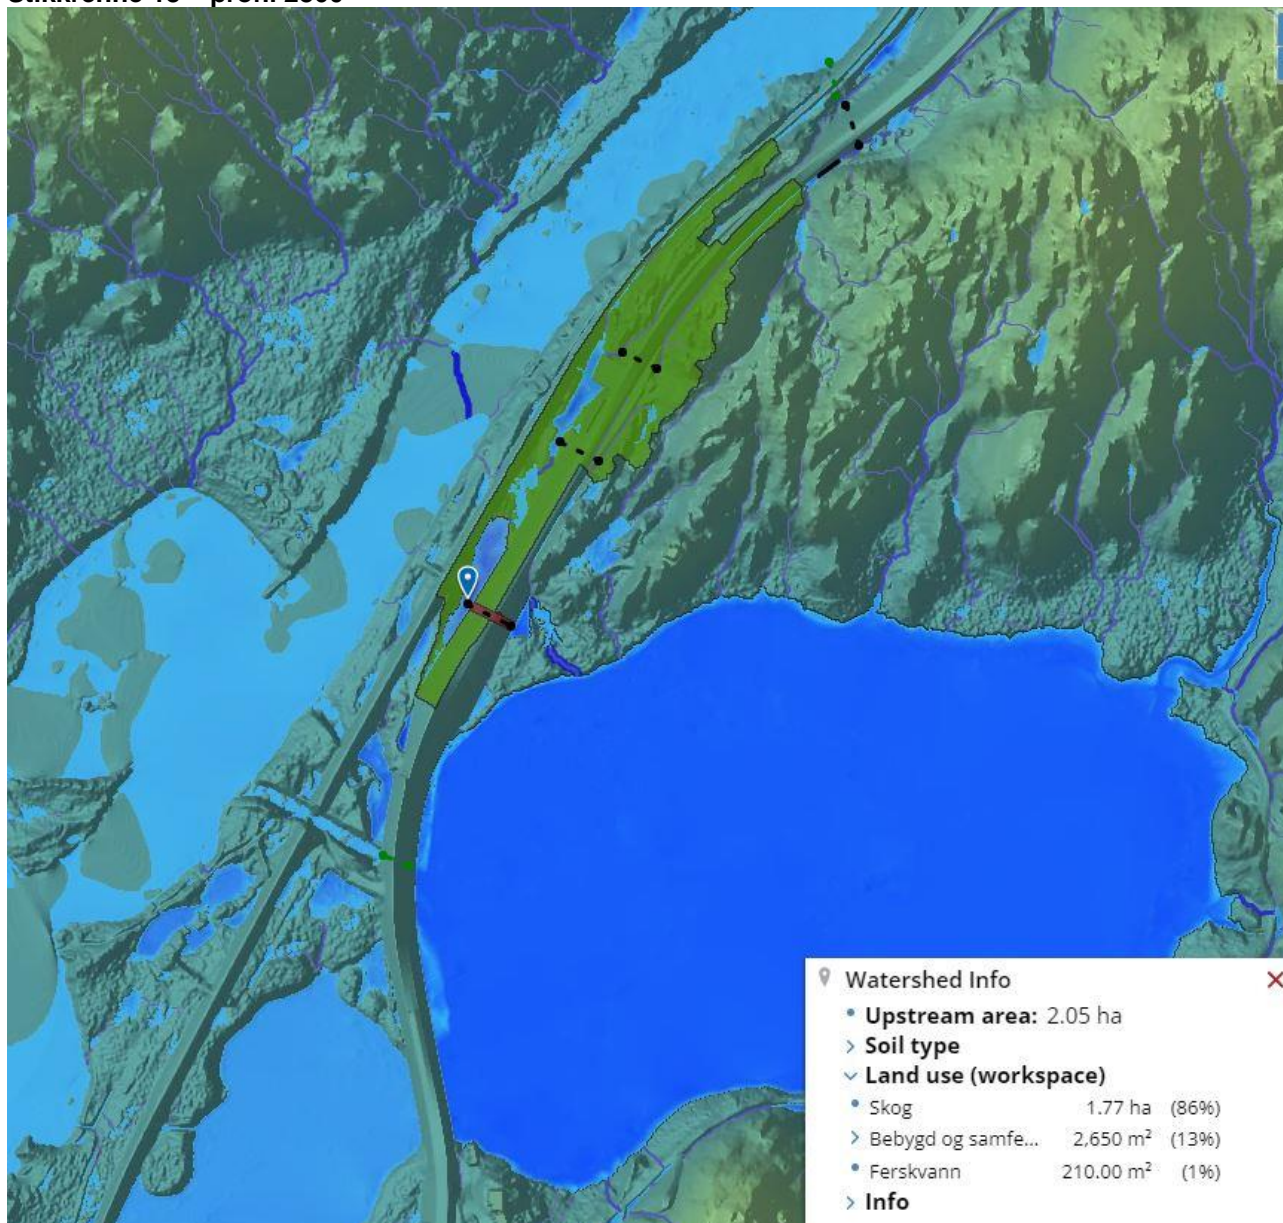 Watershed Info
Upstream area: 2.05 ha
Soil type
Land use (workspace)
Skog 1.77 ha (86%)
Bebygd og samfe... 2,650 m² (13%)
Ferskvann 210.00 m² (1%)
Info